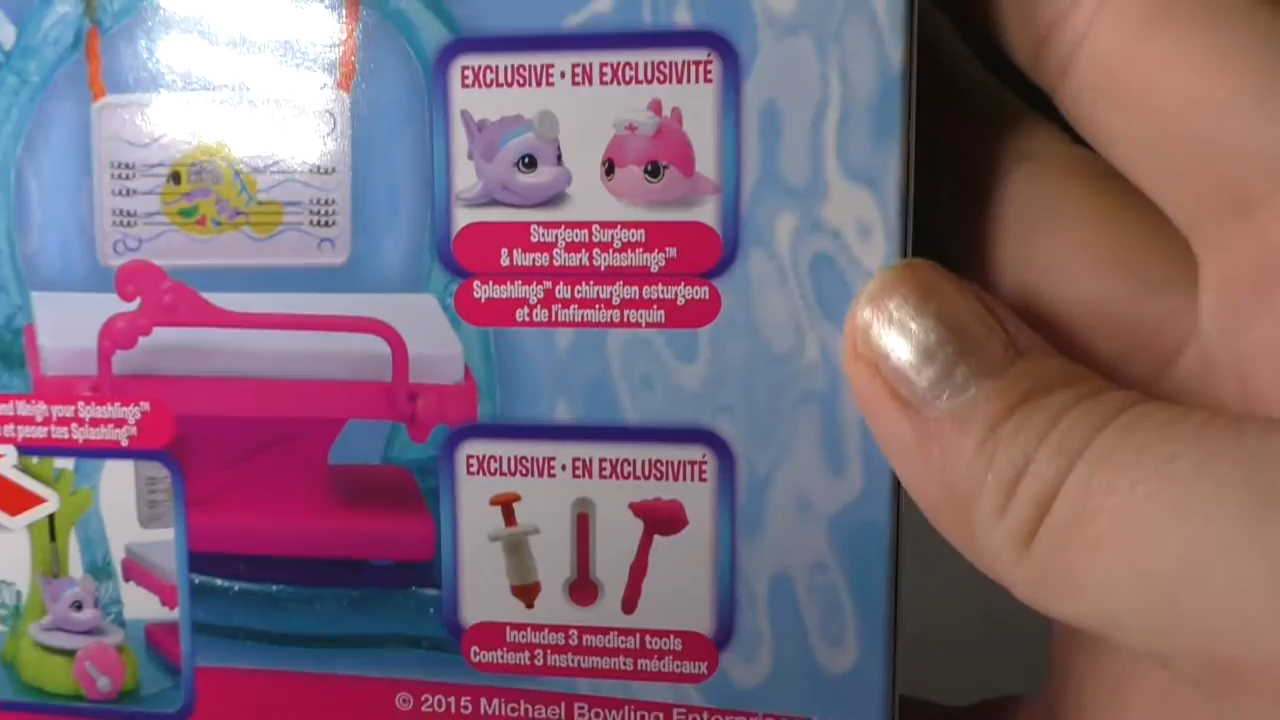 EXCLUSIVE • EN EXCLUSIVITÉ
Sturgeon Surgeon
& Nurse Shark Splashlings™
Splashlings™ du chirurgien esturgeon
et de l'infirmière requin
nd Weigh your Splashlings™
et peser tes Splashling™
EXCLUSIVE • EN EXCLUSIVITÉ
Includes 3 medical tools
Contient 3 instruments médicaux
© 2015 Michael Bowling